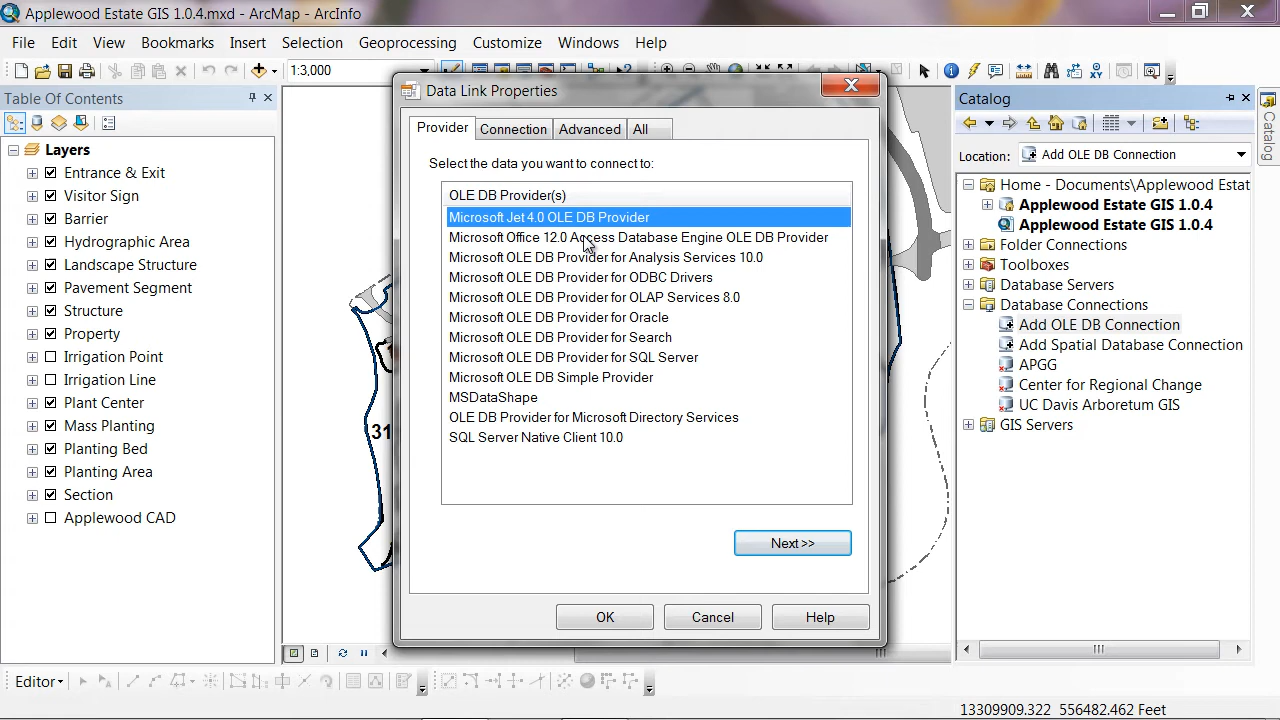 Applewood Estate GIS 1.0.4.mxd - ArcMap - ArcInfo
File Edit View Bookmarks Insert Selection Geoprocessing Customize Windows Help
1:3,000
Table Of Contents
Layers
Entrance & Exit
Visitor Sign
Barrier
Hydrographic Area
Landscape Structure
Pavement Segment
Structure
Property
Irrigation Point
Irrigation Line
Plant Center
Mass Planting
Planting Bed
Planting Area
Section
Applewood CAD
31
Data Link Properties
Provider Connection Advanced All
Select the data you want to connect to:
OLE DB Provider(s)
Microsoft Jet 4.0 OLE DB Provider
Microsoft Office 12.0 Access Database Engine OLE DB Provider
Microsoft OLE DB Provider for Analysis Services 10.0
Microsoft OLE DB Provider for ODBC Drivers
Microsoft OLE DB Provider for OLAP Services 8.0
Microsoft OLE DB Provider for Oracle
Microsoft OLE DB Provider for Search
Microsoft OLE DB Provider for SQL Server
Microsoft OLE DB Simple Provider
MSDataShape
OLE DB Provider for Microsoft Directory Services
SQL Server Native Client 10.0
Next >>
OK Cancel Help
Catalog
Location: Add OLE DB Connection
Home - Documents\Applewood Estat
Applewood Estate GIS 1.0.4
Applewood Estate GIS 1.0.4
Folder Connections
Toolboxes
Database Servers
Database Connections
Add OLE DB Connection
Add Spatial Database Connection
APGG
Center for Regional Change
UC Davis Arboretum GIS
GIS Servers
Catalog
Editor
13309909.322 556482.462 Feet